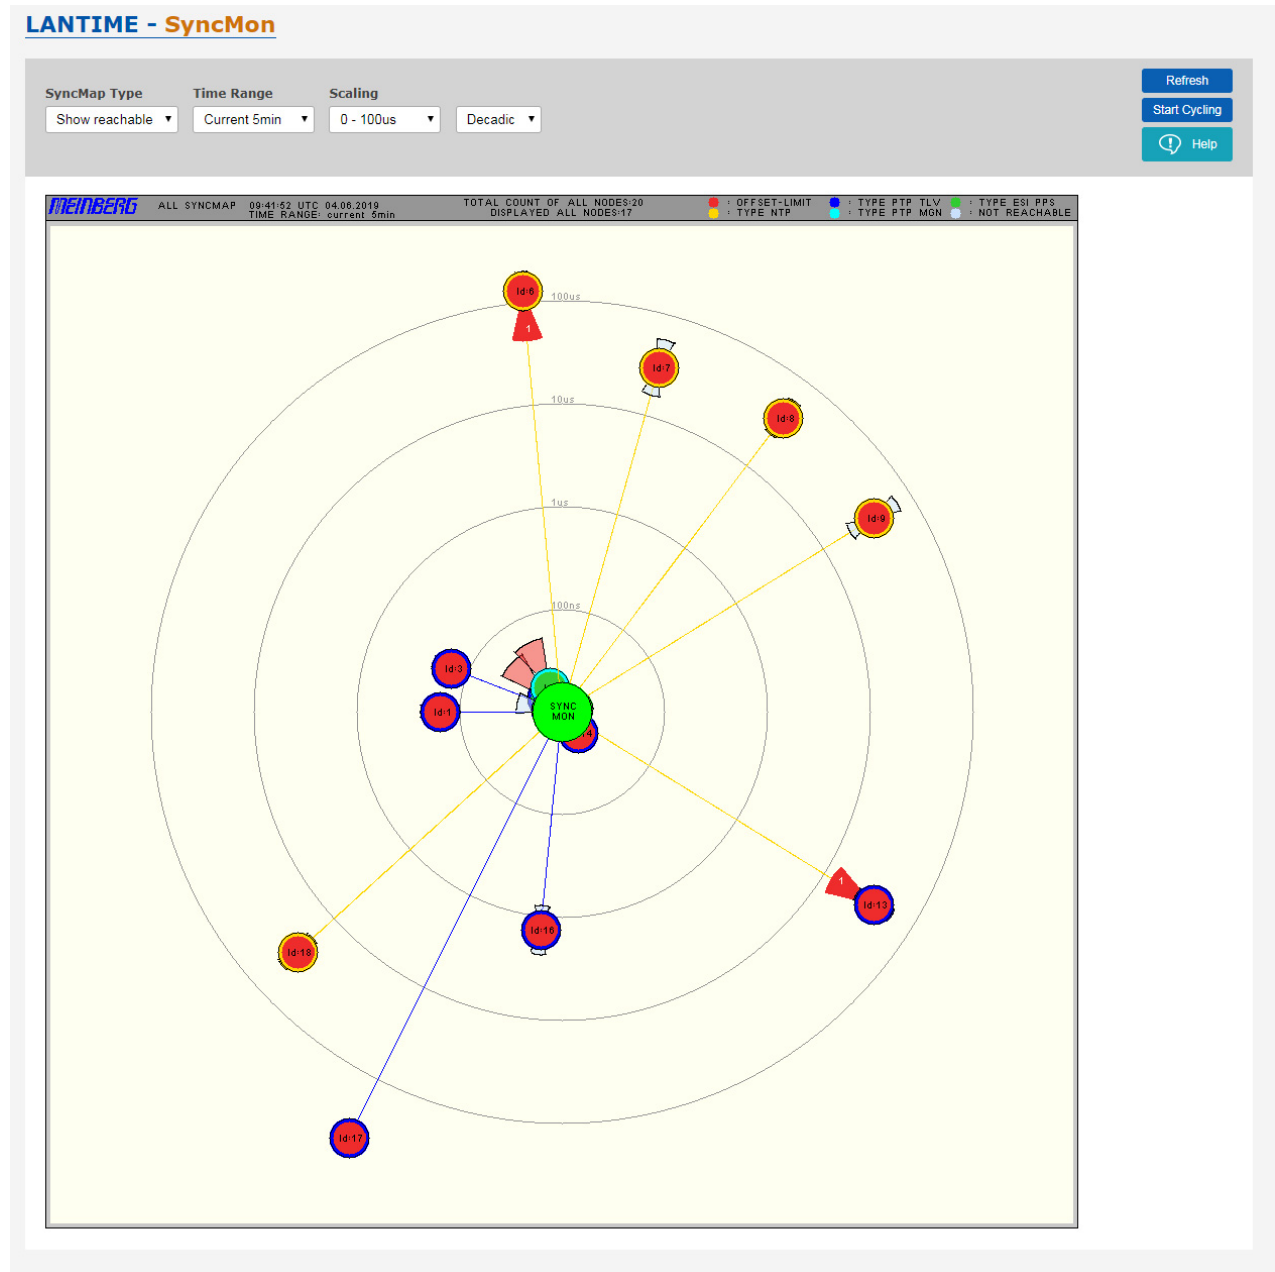 LANTIME - SyncMon
SyncMap Type
Time Range
Scaling
Show reachable
Current 5min
0 - 100us
Decadic
Refresh
Start Cycling
Help
MEINBERG
ALL SYNCMAP
09:41:52 UTC 04.06.2019
TIME RANGE: current 5min
TOTAL COUNT OF ALL NODES:20
DISPLAYED ALL NODES:17
: OFFSET-LIMIT
: TYPE NTP
: TYPE PTP TLV
: TYPE PTP MGN
: TYPE ESI PPS
: NOT REACHABLE
Id:6
100us
1
Id:7
10us
Id:8
1us
Id:9
100ns
Id:3
SYNC
MON
Id:1
4
1
Id:13
Id:16
Id:18
Id:17